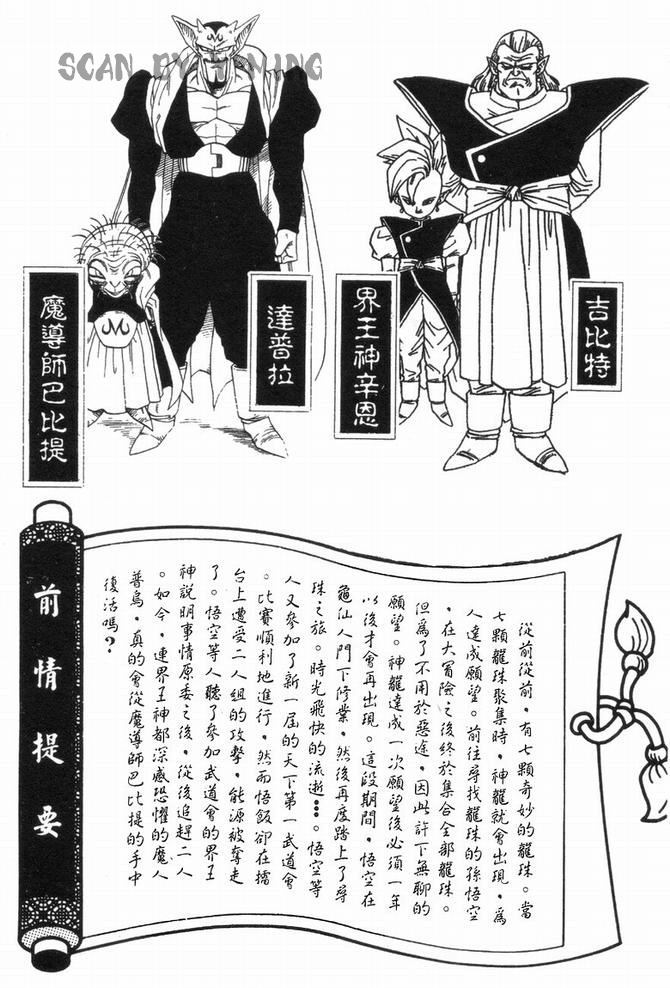 SCAN BY YAMING
吉比特
界王神辛恩
達普拉
魔導師巴比提
前情提要
從前從前，有七顆奇妙的龍珠。當
七顆龍珠聚集時，神龍就會出現，為
人達成願望。前往尋找龍珠的孫悟空
，在大冒險之後終於集合全部龍珠。
但為了不用於惡途，因此許下無聊的
願望。神龍達成一次願望後必須一年
以後才會再出現。這段期間，悟空在
龜仙人門下修業，然後再度踏上了尋
珠之旅。時光飛快的流逝…。悟空等
人又參加了新一屆的天下第一武道會
。比賽順利地進行，然而悟飯卻在擂
台上遭受二人組的攻擊，能源被奪走
了。悟空等人聽了參加武道會的界王
神說明事情原委之後，從後追趕二人
。如今，連界王神都深感恐懼的魔人
普烏，真的會從魔導師巴比提的手中
復活嗎？